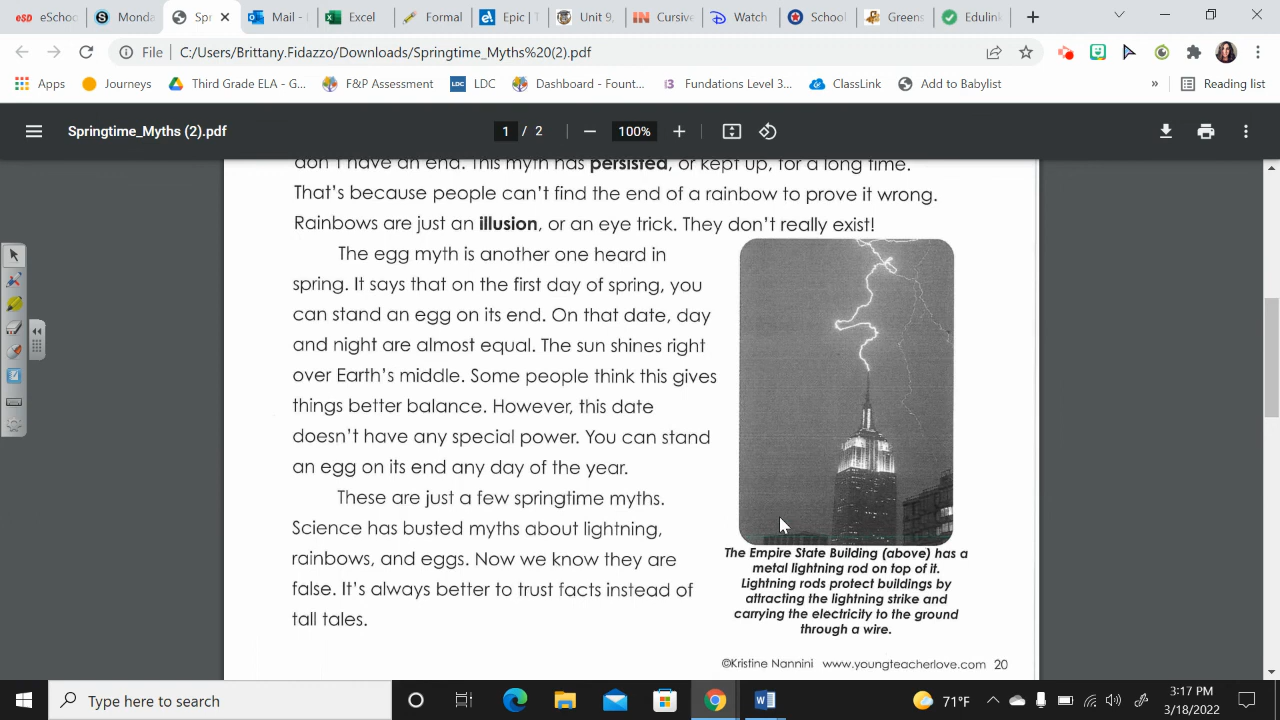 eSchoo
Monda
Spr
Mail -
Excel
Formal
Epic | T
Unit 9,
Cursive
Watch
School
Greens
Edulink
File | C:/Users/Brittany.Fidazzo/Downloads/Springtime_Myths%20(2).pdf
Apps
Journeys
Third Grade ELA - G...
F&P Assessment
LDC
Dashboard - Fount...
Fundations Level 3...
ClassLink
Add to Babylist
»
Reading list
Springtime_Myths (2).pdf
1 / 2
100%
don't have an end. This myth has persisted, or kept up, for a long time.
That's because people can't find the end of a rainbow to prove it wrong.
Rainbows are just an illusion, or an eye trick. They don't really exist!
The egg myth is another one heard in
spring. It says that on the first day of spring, you
can stand an egg on its end. On that date, day
and night are almost equal. The sun shines right
over Earth's middle. Some people think this gives
things better balance. However, this date
doesn't have any special power. You can stand
an egg on its end any day of the year.
These are just a few springtime myths.
Science has busted myths about lightning,
rainbows, and eggs. Now we know they are
false. It's always better to trust facts instead of
tall tales.
The Empire State Building (above) has a
metal lightning rod on top of it.
Lightning rods protect buildings by
attracting the lightning strike and
carrying the electricity to the ground
through a wire.
©Kristine Nannini www.youngteacherlove.com 20
Type here to search
71°F
3:17 PM
3/18/2022